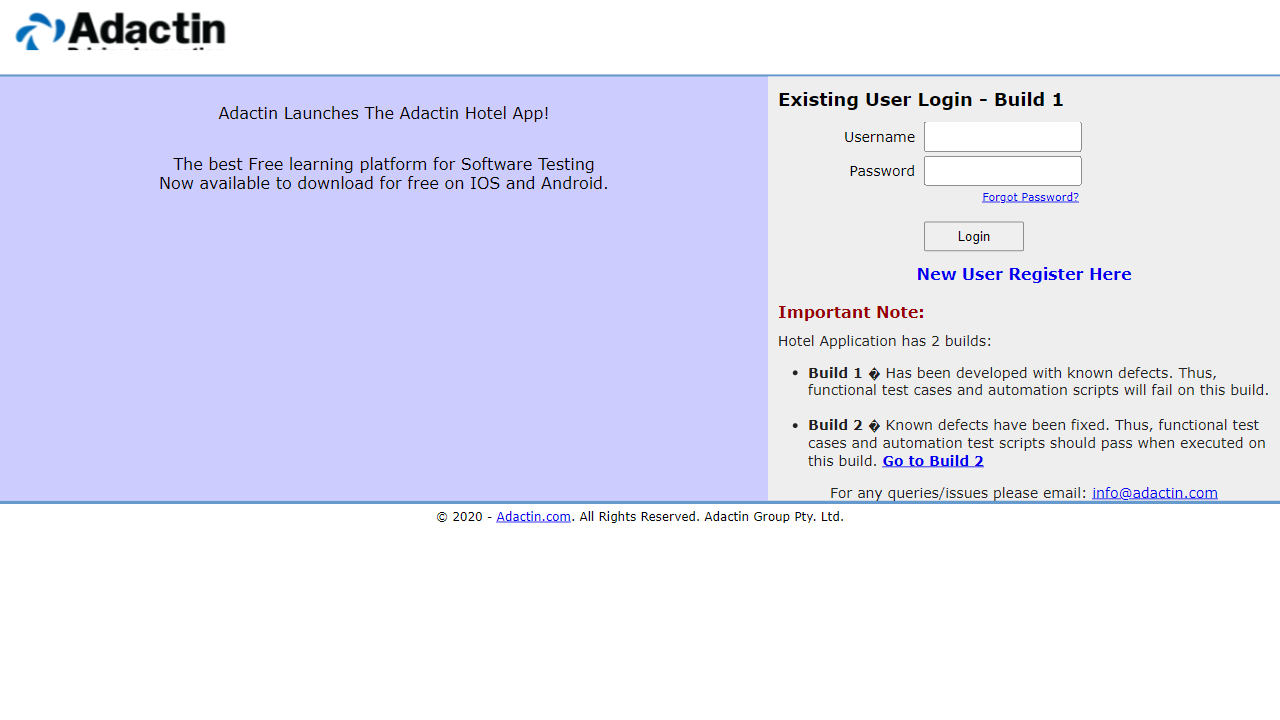 Adactin
Adactin Launches The Adactin Hotel App!
The best Free learning platform for Software Testing
Now available to download for free on IOS and Android.
Existing User Login - Build 1
Username
Password
Forgot Password?
Login
New User Register Here
Important Note:
Hotel Application has 2 builds:
• Build 1 � Has been developed with known defects. Thus,
functional test cases and automation scripts will fail on this build.
• Build 2 � Known defects have been fixed. Thus, functional test
cases and automation test scripts should pass when executed on
this build. Go to Build 2
For any queries/issues please email: info@adactin.com
© 2020 - Adactin.com. All Rights Reserved. Adactin Group Pty. Ltd.